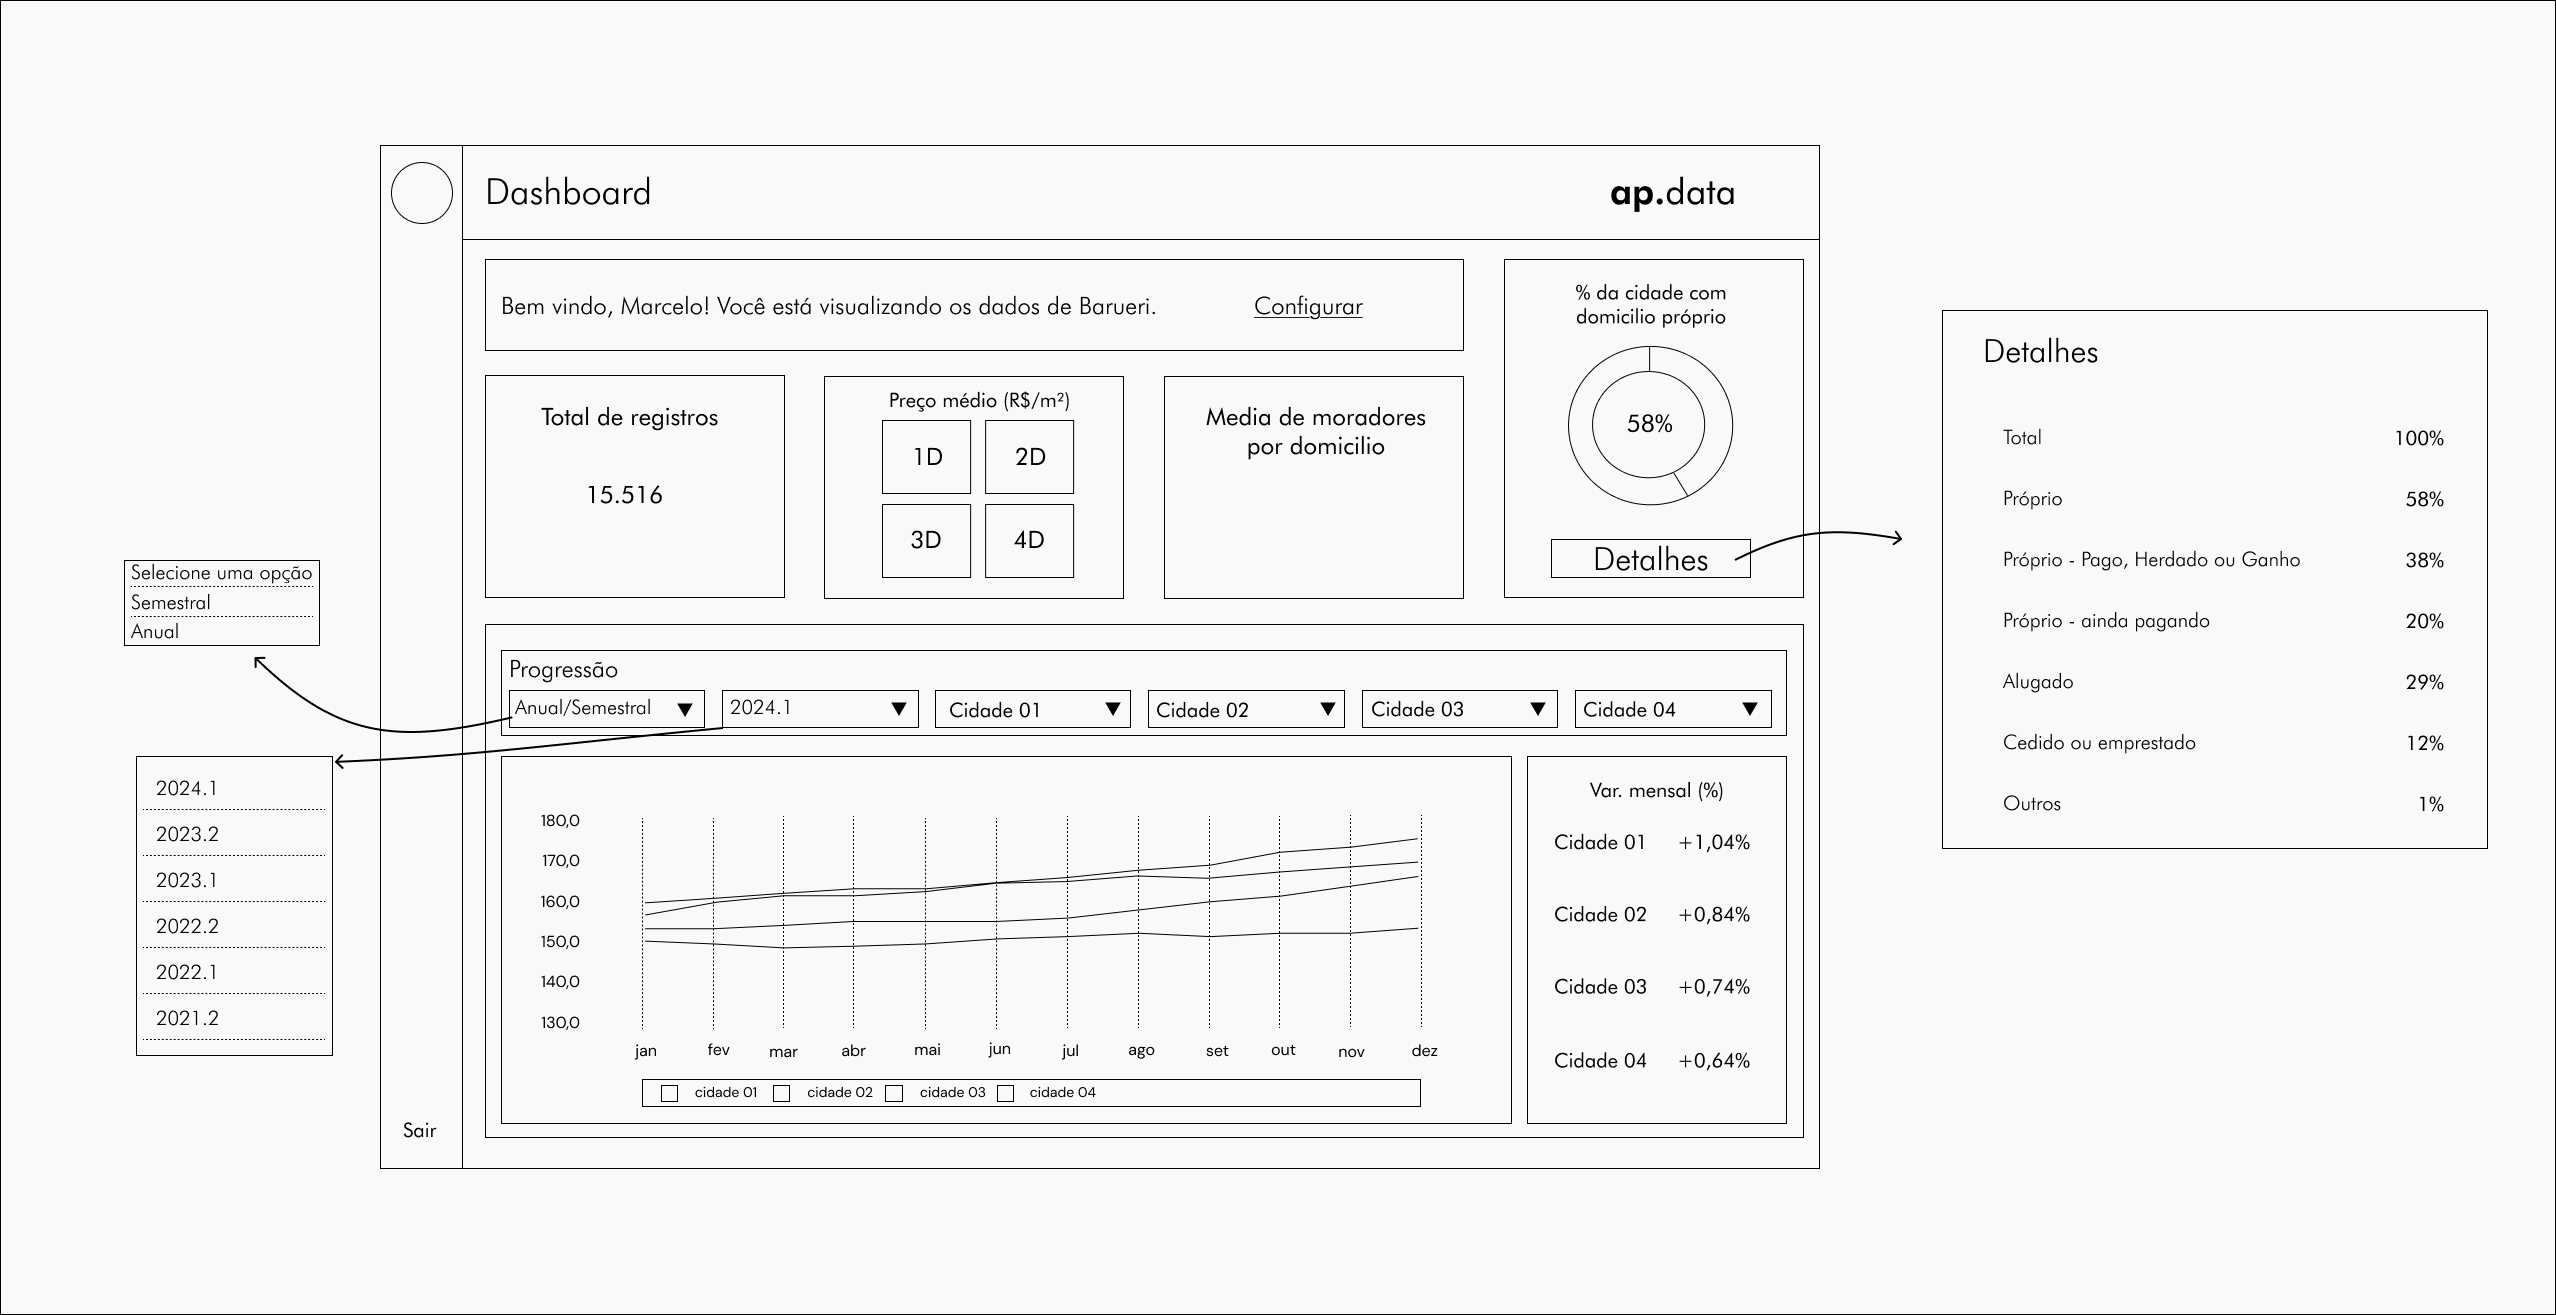 Dashboard
ap.data
Bem vindo, Marcelo! Você está visualizando os dados de Barueri.
Configurar
Total de registros
15.516
Preço médio (R$/m²)
1D
2D
3D
4D
Media de moradores
por domicilio
% da cidade com
domicilio próprio
58%
Detalhes
Progressão
Anual/Semestral
2024.1
Cidade 01
Cidade 02
Cidade 03
Cidade 04
180,0
170,0
160,0
150,0
140,0
130,0
jan
fev
mar
abr
mai
jun
jul
ago
set
out
nov
dez
cidade 01
cidade 02
cidade 03
cidade 04
Var. mensal (%)
Cidade 01 +1,04%
Cidade 02 +0,84%
Cidade 03 +0,74%
Cidade 04 +0,64%
Sair
Selecione uma opção
Semestral
Anual
2024.1
2023.2
2023.1
2022.2
2022.1
2021.2
Detalhes
Total 100%
Próprio 58%
Próprio - Pago, Herdado ou Ganho 38%
Próprio - ainda pagando 20%
Alugado 29%
Cedido ou emprestado 12%
Outros 1%